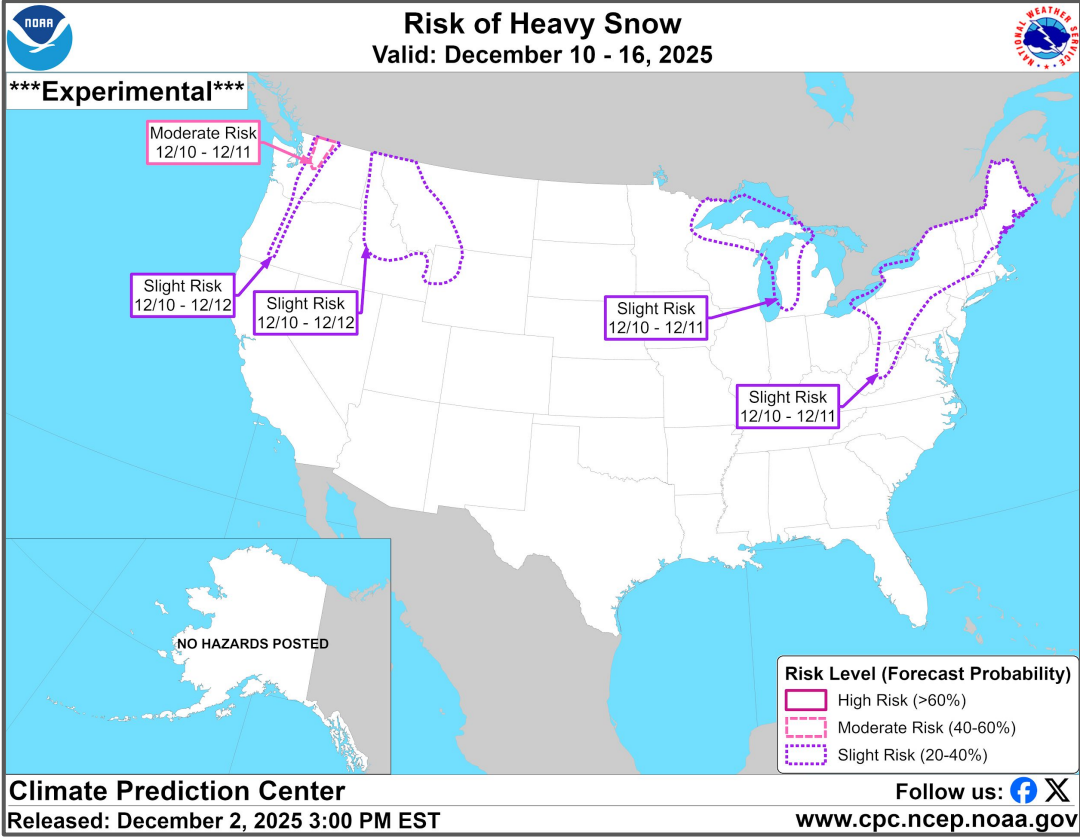 NOAA
Risk of Heavy Snow
Valid: December 10 - 16, 2025
NATIONAL WEATHER SERVICE
***Experimental***
Moderate Risk
12/10 - 12/11
Slight Risk
12/10 - 12/12
Slight Risk
12/10 - 12/12
Slight Risk
12/10 - 12/11
Slight Risk
12/10 - 12/11
NO HAZARDS POSTED
Risk Level (Forecast Probability)
High Risk (>60%)
Moderate Risk (40-60%)
Slight Risk (20-40%)
Climate Prediction Center
Follow us:
Released: December 2, 2025 3:00 PM EST
www.cpc.ncep.noaa.gov